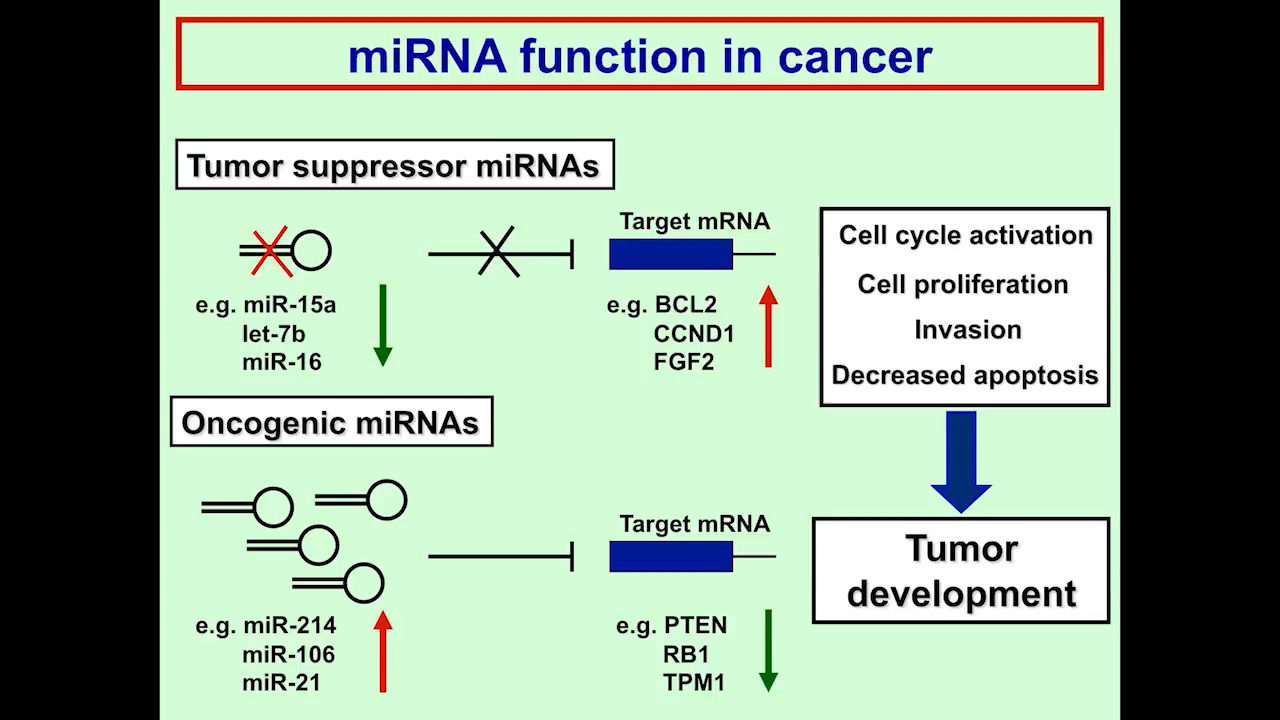 miRNA function in cancer
Tumor suppressor miRNAs
Target mRNA
e.g. miR-15a
let-7b
miR-16
e.g. BCL2
CCND1
FGF2
Cell cycle activation
Cell proliferation
Invasion
Decreased apoptosis
Oncogenic miRNAs
Target mRNA
e.g. miR-214
miR-106
miR-21
e.g. PTEN
RB1
TPM1
Tumor
development